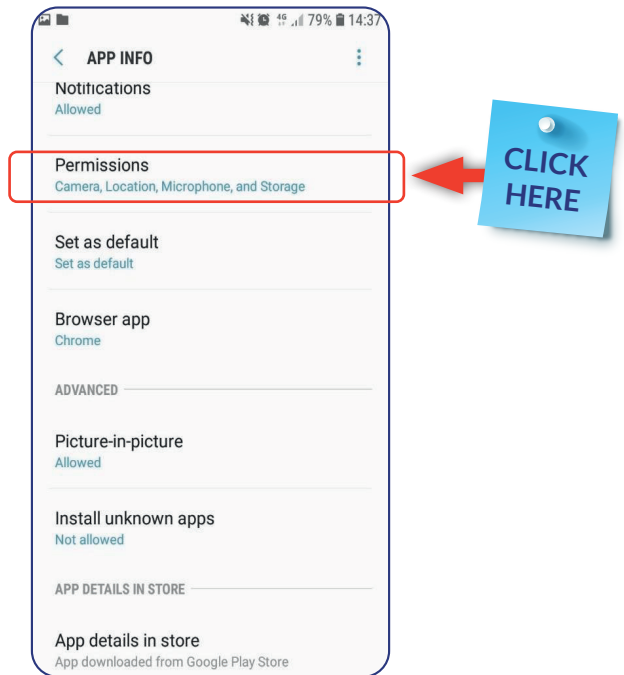 4G 79% 14:37
APP INFO
Notifications
Allowed
Permissions
Camera, Location, Microphone, and Storage
CLICK
HERE
Set as default
Set as default
Browser app
Chrome
ADVANCED
Picture-in-picture
Allowed
Install unknown apps
Not allowed
APP DETAILS IN STORE
App details in store
App downloaded from Google Play Store